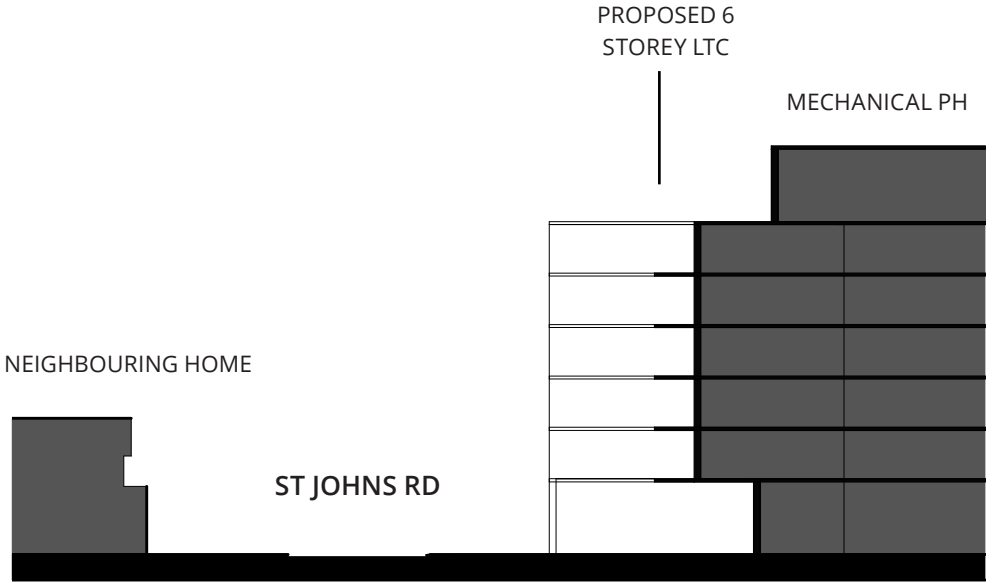 PROPOSED 6
STOREY LTC
MECHANICAL PH
NEIGHBOURING HOME
ST JOHNS RD